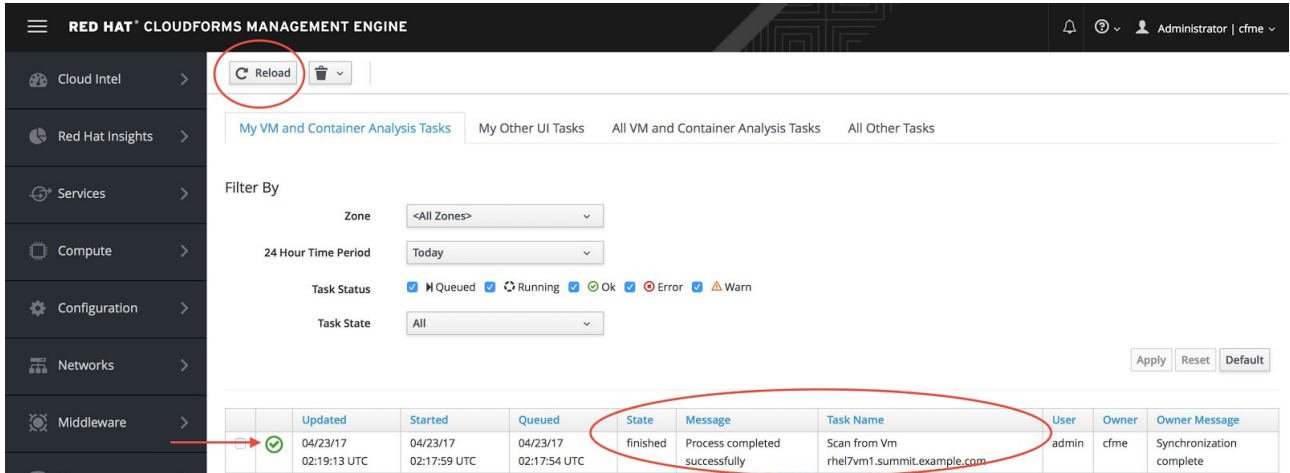 RED HAT® CLOUDFORMS MANAGEMENT ENGINE
Administrator | cfme
Cloud Intel
Red Hat Insights
Services
Compute
Configuration
Networks
Middleware
Reload
My VM and Container Analysis Tasks My Other UI Tasks All VM and Container Analysis Tasks All Other Tasks
Filter By
Zone <All Zones>
24 Hour Time Period Today
Task Status Queued Running Ok Error Warn
Task State All
Apply Reset Default
Updated Started Queued State Message Task Name User Owner Owner Message
04/23/17 04/23/17 04/23/17 finished Process completed Scan from Vm admin cfme Synchronization
02:19:13 UTC 02:17:59 UTC 02:17:54 UTC successfully rhel7vm1.summit.example.com complete